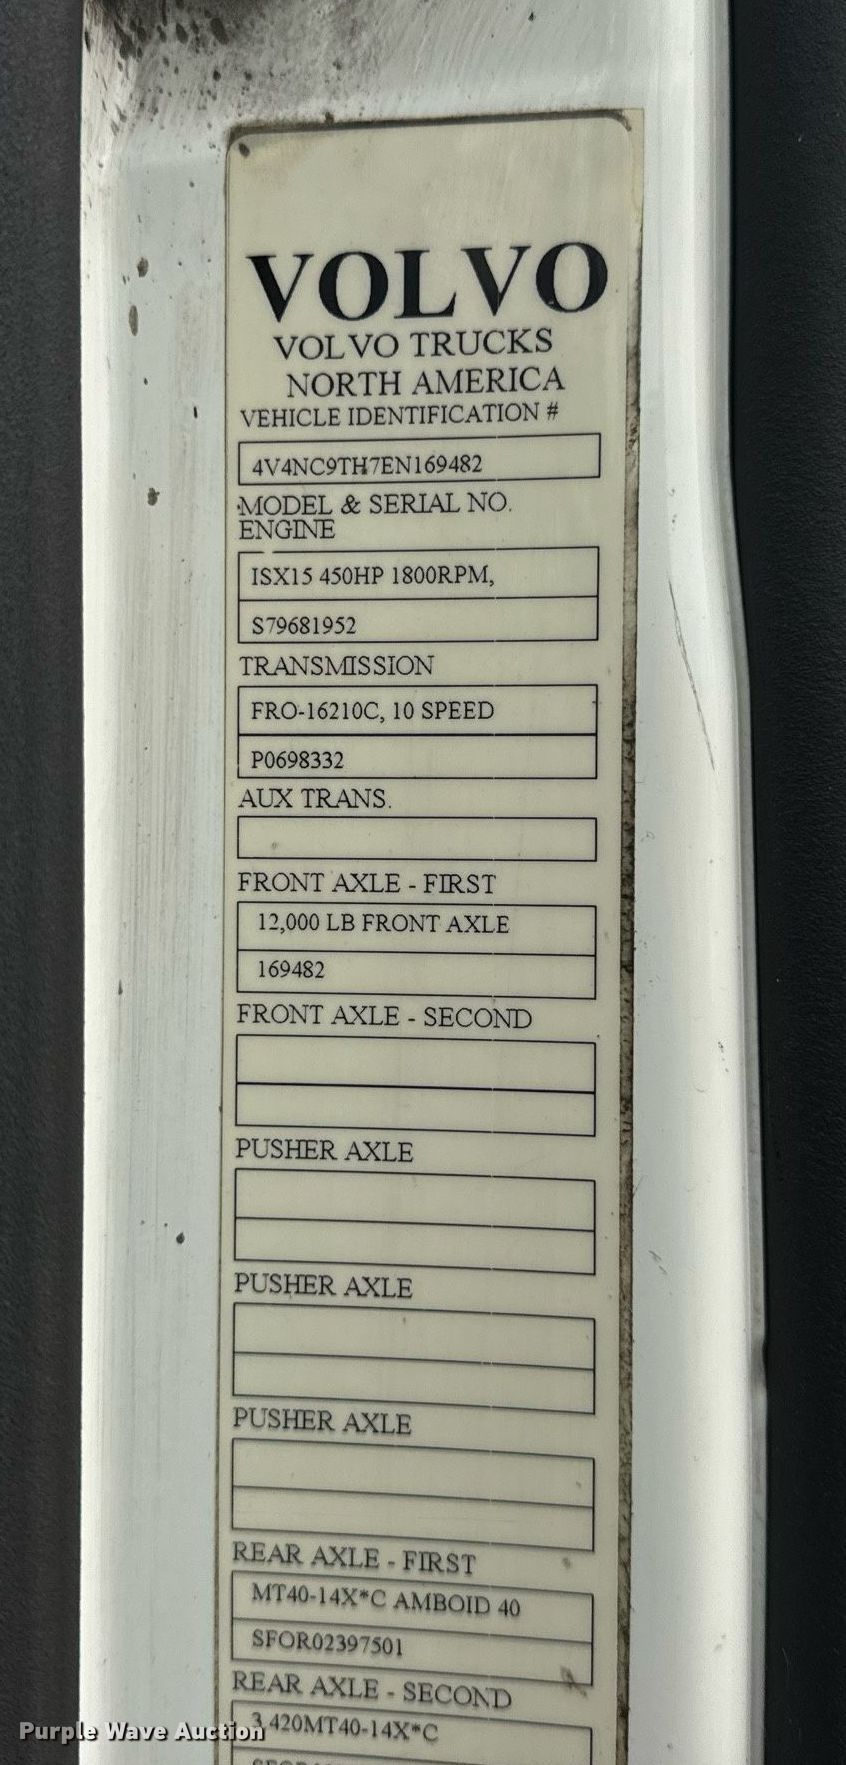 VOLVO
VOLVO TRUCKS
NORTH AMERICA
VEHICLE IDENTIFICATION #
4V4NC9TH7EN169482
MODEL & SERIAL NO.
ENGINE
ISX15 450HP 1800RPM,
S79681952
TRANSMISSION
FRO-16210C, 10 SPEED
P0698332
AUX TRANS.
FRONT AXLE - FIRST
12,000 LB FRONT AXLE
169482
FRONT AXLE - SECOND
PUSHER AXLE
PUSHER AXLE
PUSHER AXLE
REAR AXLE - FIRST
MT40-14X*C AMBOID 40
SFOR02397501
REAR AXLE - SECOND
3.420MT40-14X*C
Purple Wave Auction